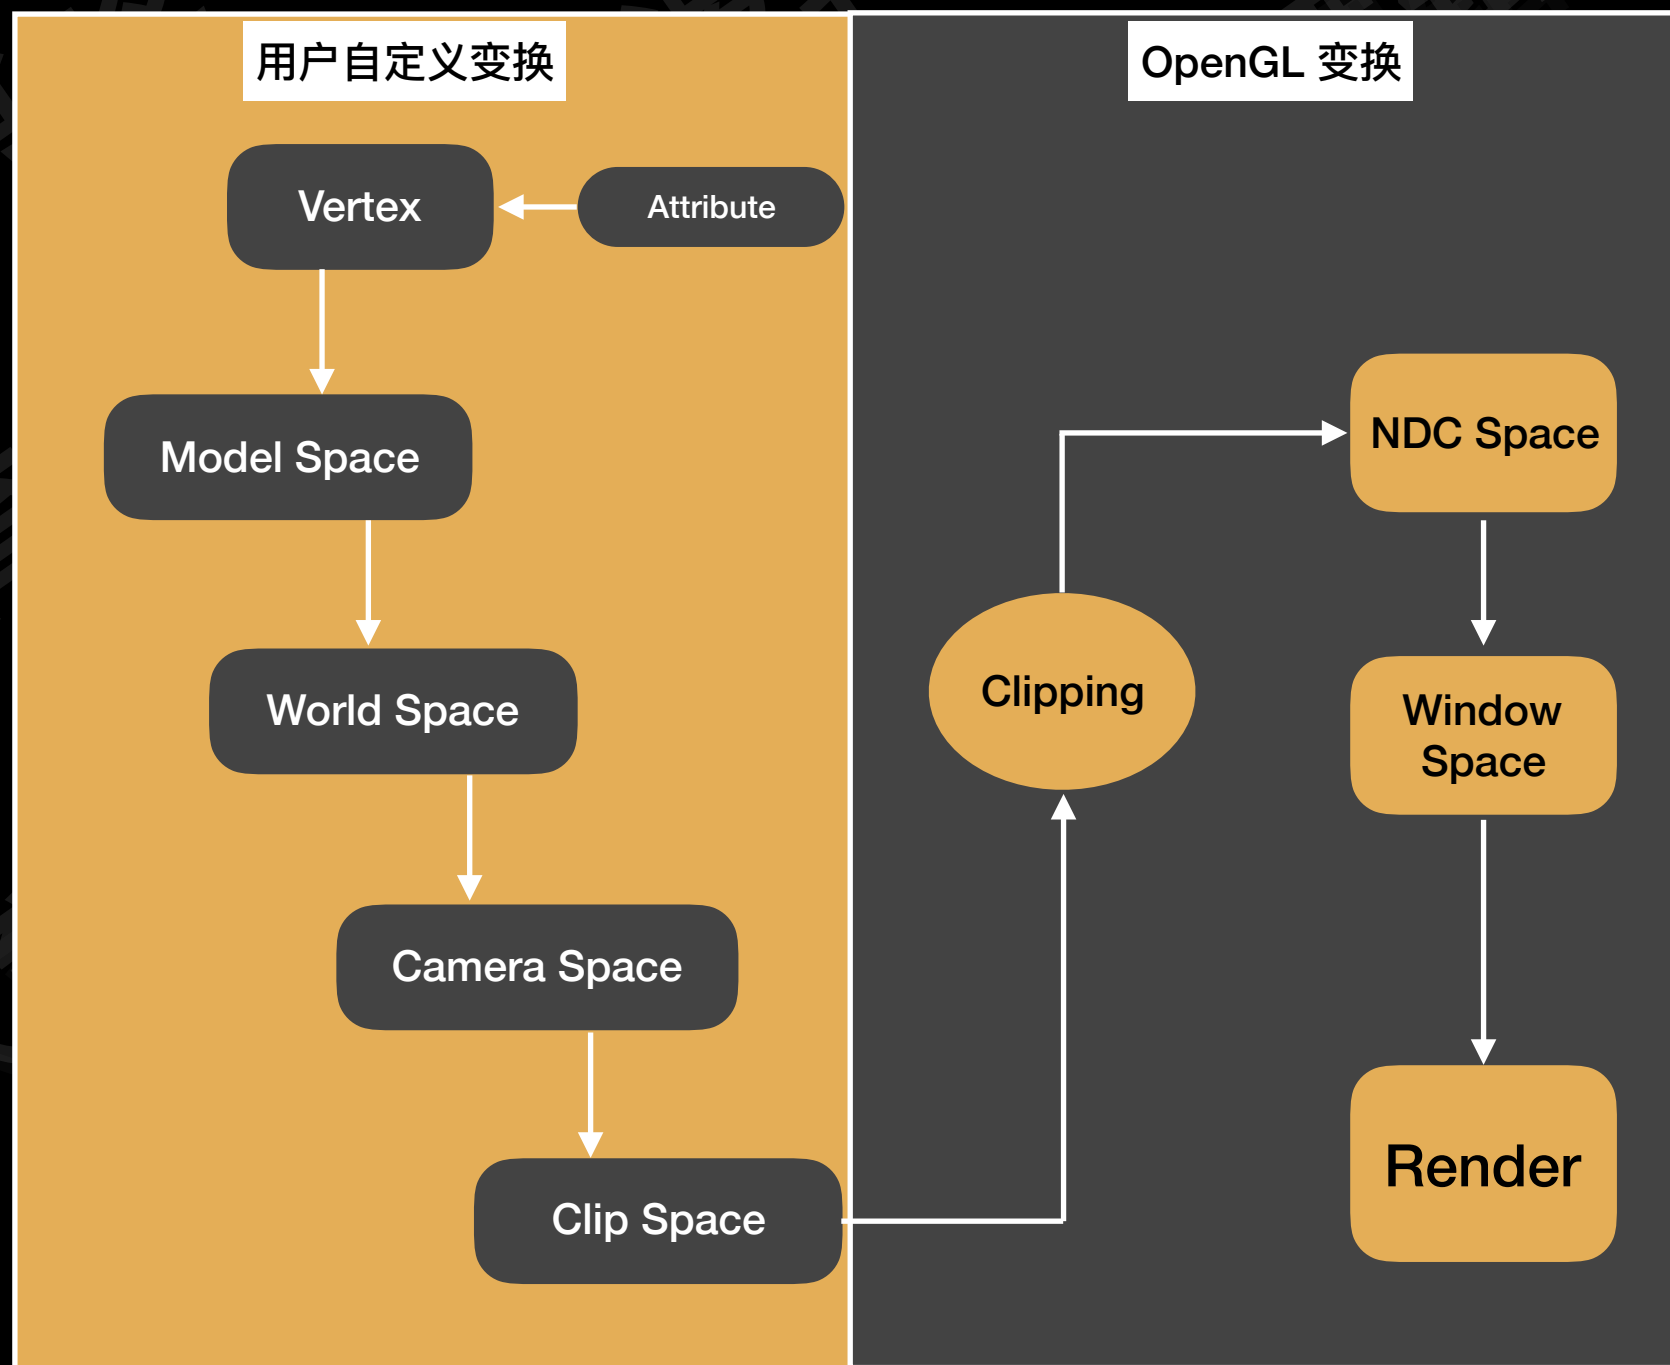 用户自定义变换
Vertex
Attribute
Model Space
World Space
Camera Space
Clip Space
OpenGL 变换
Clipping
NDC Space
Window
Space
Render